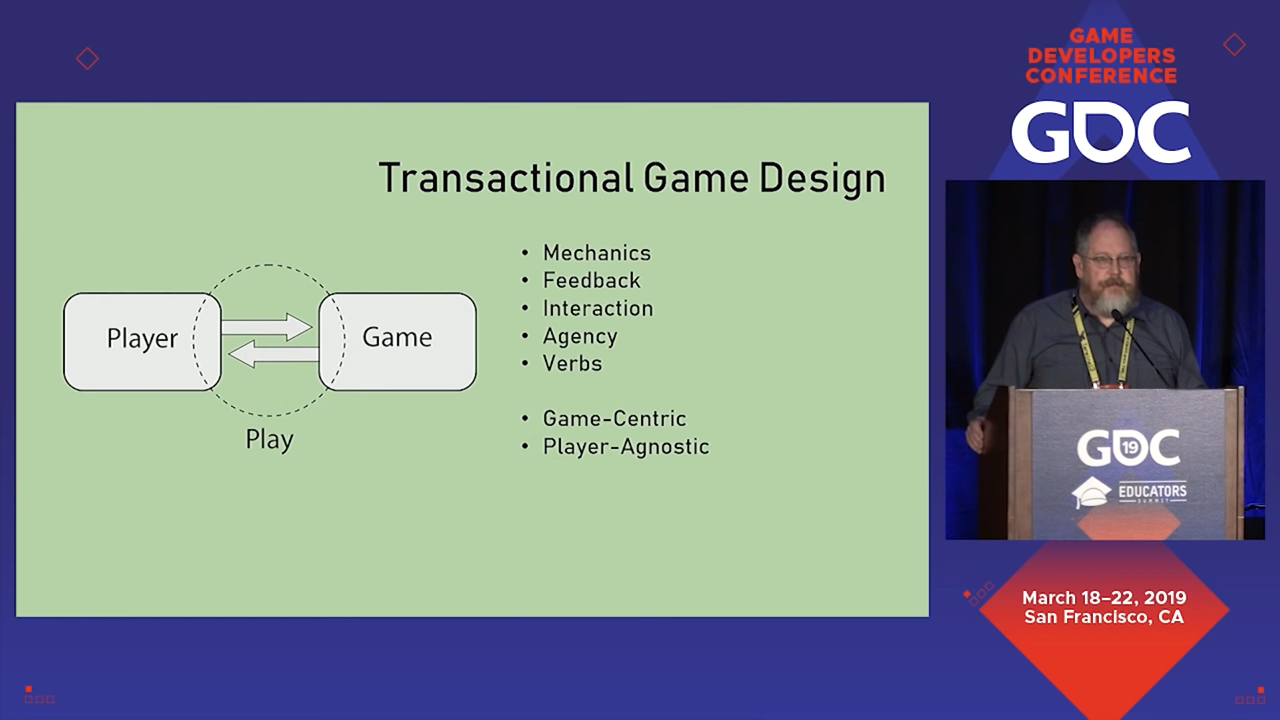 GAME
DEVELOPERS
CONFERENCE
GDC
Transactional Game Design
• Mechanics
• Feedback
• Interaction
• Agency
• Verbs
• Game-Centric
• Player-Agnostic
Player
Game
Play
GDC
19
EDUCATORS
SUMMIT
March 18–22, 2019
San Francisco, CA